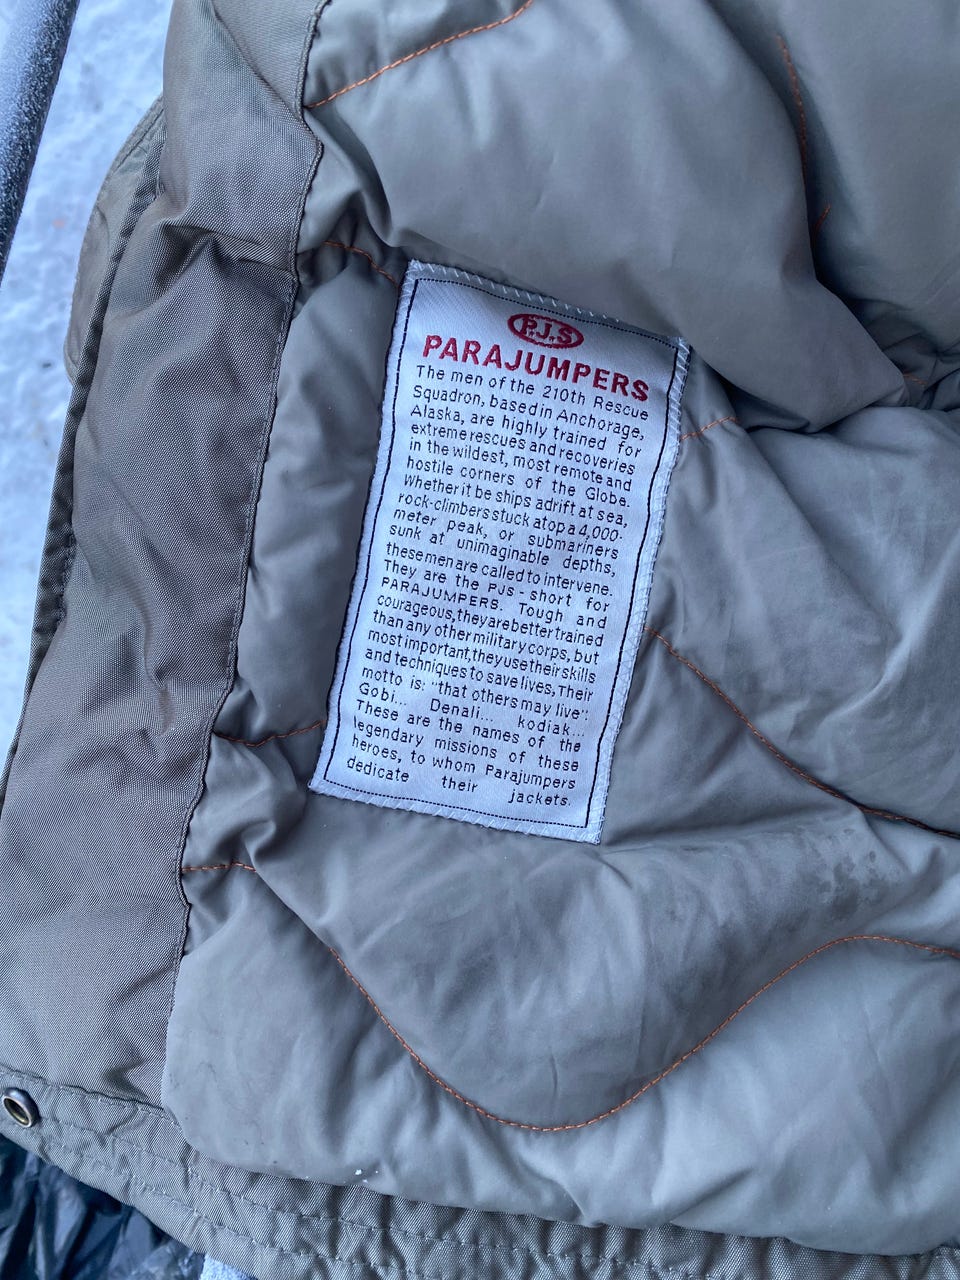 P.J.S
PARAJUMPERS
The men of the 210th Rescue
Squadron, based in Anchorage,
Alaska, are highly trained for
extreme rescues and recoveries
in the wildest, most remote and
hostile corners of the Globe.
Whether it be ships adrift at sea,
rock-climbers stuck atop a 4,000-
meter peak, or submariners
sunk at unimaginable depths,
these men are called to intervene.
They are the PJs - short for
PARAJUMPERS. Tough and
courageous, they are better trained
than any other military corps, but
most important, they use their skills
and techniques to save lives, Their
motto is: "that others may live":
Gobi... Denali... kodiak...
These are the names of the
legendary missions of these
heroes, to whom Parajumpers
dedicate their jackets.